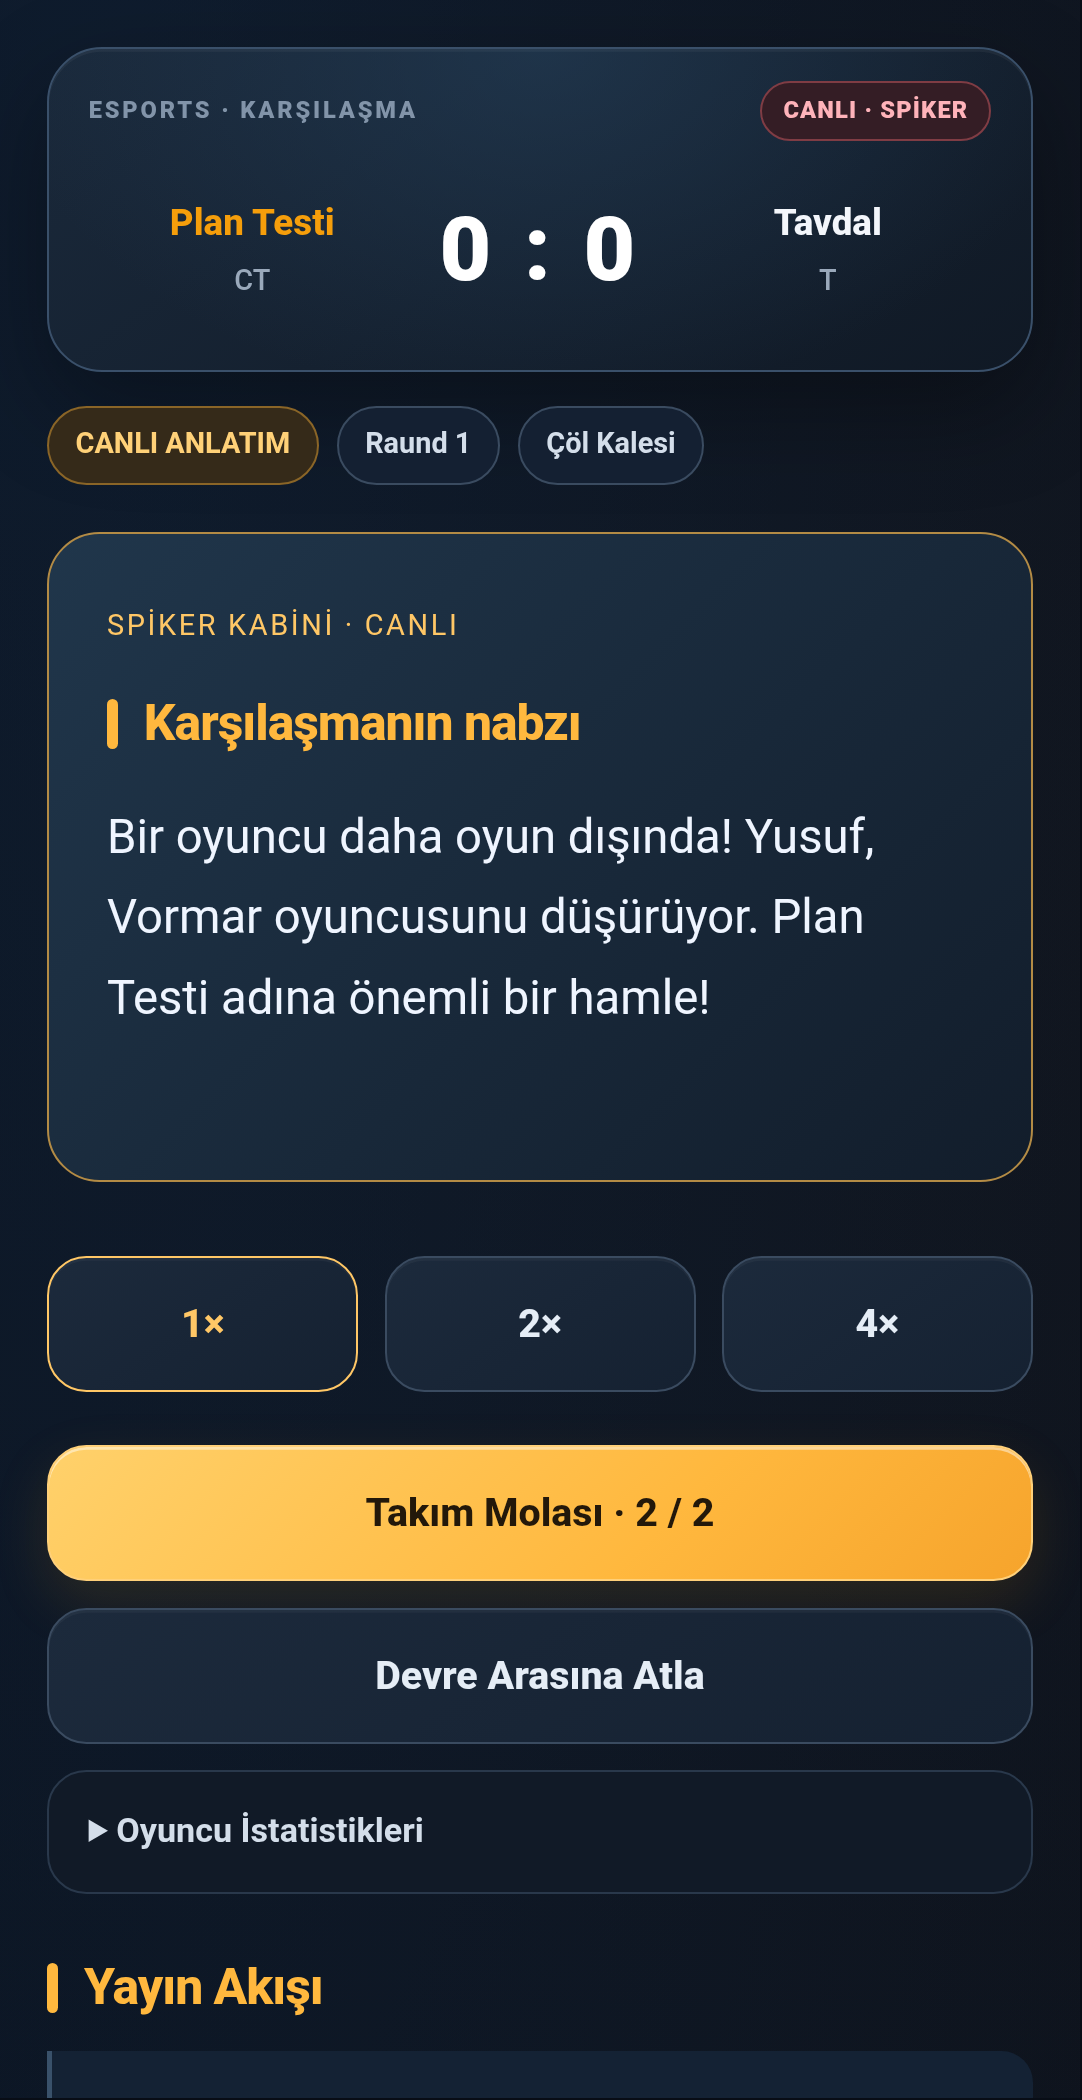 ESPORTS · KARŞILAŞMA
CANLI · SPİKER
Plan Testi
CT
0 : 0
Tavdal
T
CANLI ANLATIM
Raund 1
Çöl Kalesi
SPİKER KABİNİ · CANLI
Karşılaşmanın nabzı
Bir oyuncu daha oyun dışında! Yusuf,
Vormar oyuncusunu düşürüyor. Plan
Testi adına önemli bir hamle!
1×
2×
4×
Takım Molası · 2 / 2
Devre Arasına Atla
▶ Oyuncu İstatistikleri
Yayın Akışı